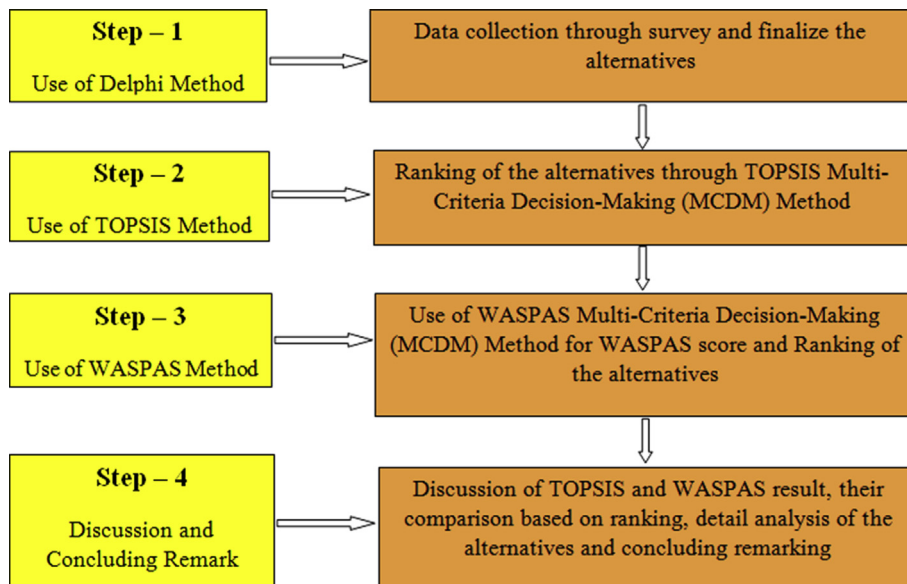 Step – 1
Use of Delphi Method
Data collection through survey and finalize the
alternatives
Step – 2
Use of TOPSIS Method
Ranking of the alternatives through TOPSIS Multi-
Criteria Decision-Making (MCDM) Method
Step – 3
Use of WASPAS Method
Use of WASPAS Multi-Criteria Decision-Making
(MCDM) Method for WASPAS score and Ranking of
the alternatives
Step – 4
Discussion and
Concluding Remark
Discussion of TOPSIS and WASPAS result, their
comparison based on ranking, detail analysis of the
alternatives and concluding remarking